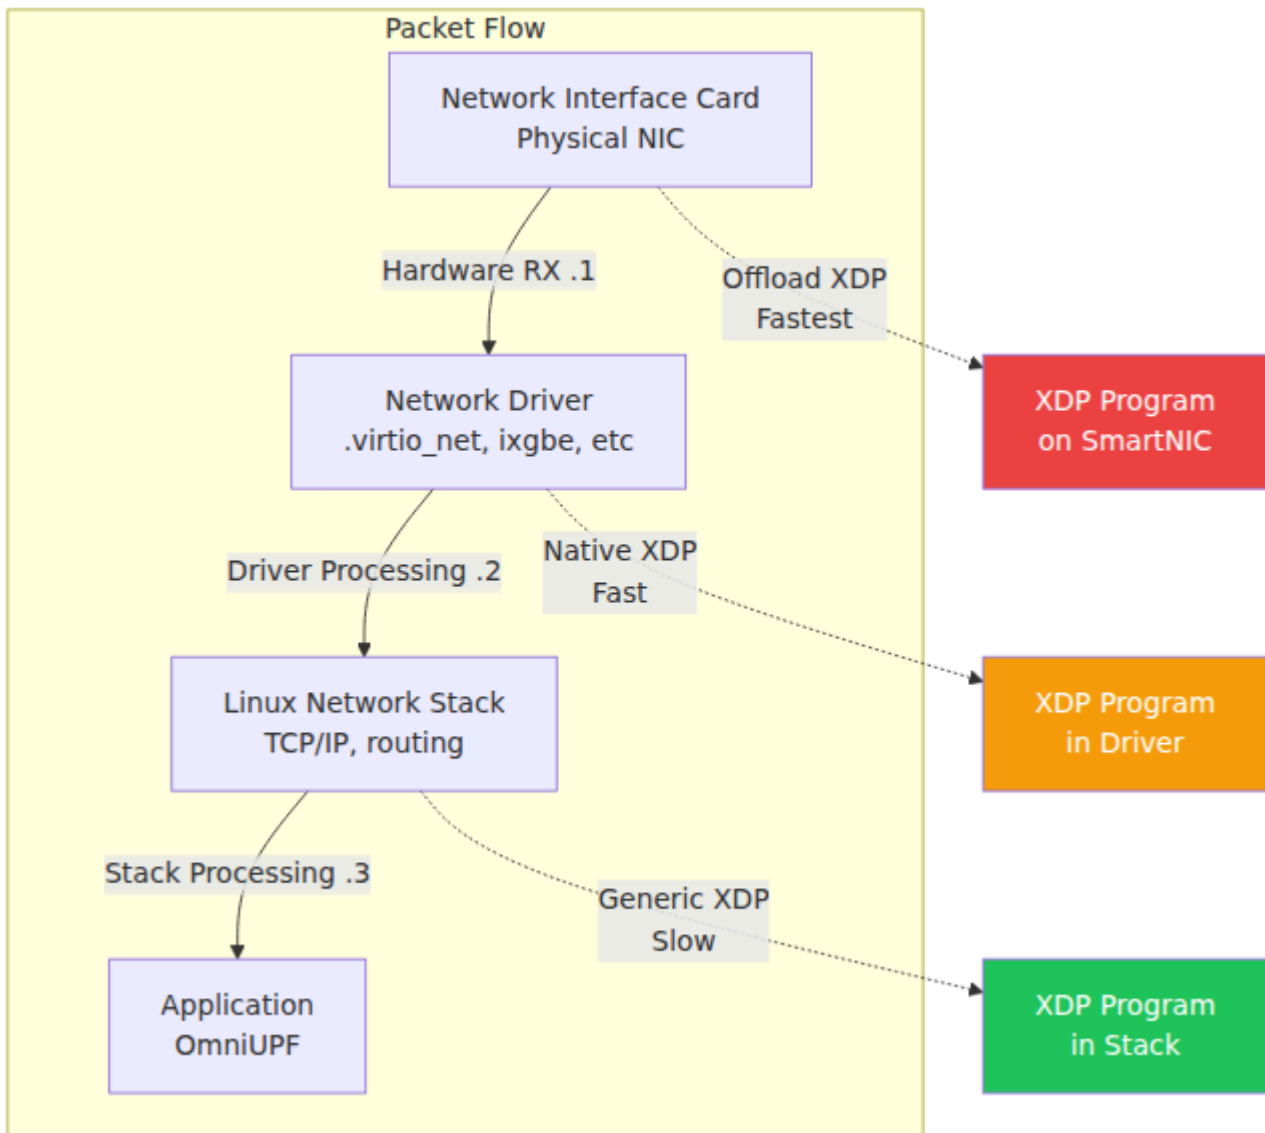 Packet Flow
Network Interface Card
Physical NIC
Hardware RX .1
Offload XDP
Fastest
Network Driver
.virtio_net, ixgbe, etc
XDP Program
on SmartNIC
Driver Processing .2
Native XDP
Fast
Linux Network Stack
TCP/IP, routing
XDP Program
in Driver
Stack Processing .3
Generic XDP
Slow
Application
OmniUPF
XDP Program
in Stack